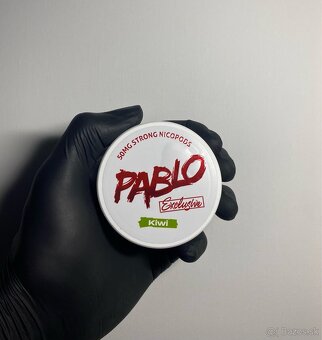 50MG STRONG NICOPODS
PABLO
Exclusive
Kiwi